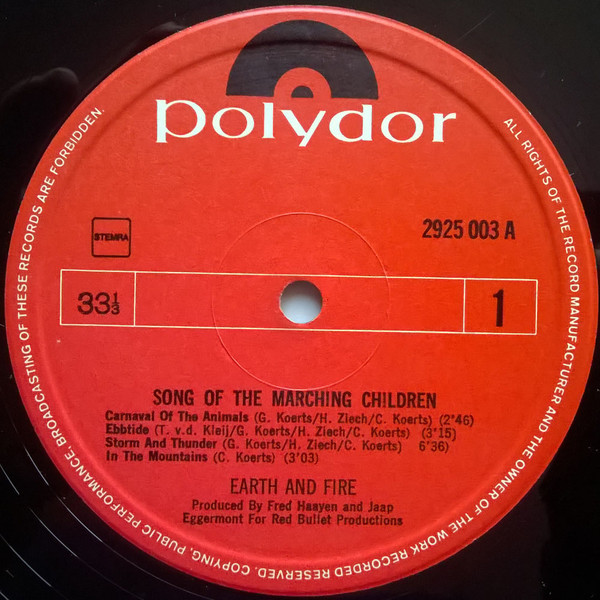 polydor
STEMRA
2925 003 A
33⅓
1
SONG OF THE MARCHING CHILDREN
Carnaval Of The Animals (G. Koerts/H. Ziech/C. Koerts) (2"46)
Ebbtide (T. v.d. Kleij/G. Koerts/H. Ziech/C. Koerts) (3"15)
Storm And Thunder (G. Koerts/H. Ziech/C. Koerts) 6"36)
In The Mountains (C. Koerts) (3'03)
EARTH AND FIRE
Produced By Fred Haayen and Jaap
Eggermont For Red Bullet Productions
ALL RIGHTS OF THE RECORD MANUFACTURER AND THE OWNER OF THE WORK RECORDED RESERVED. COPYING, PUBLIC PERFORMANCE, BROADCASTING OF THESE RECORDS ARE FORBIDDEN.